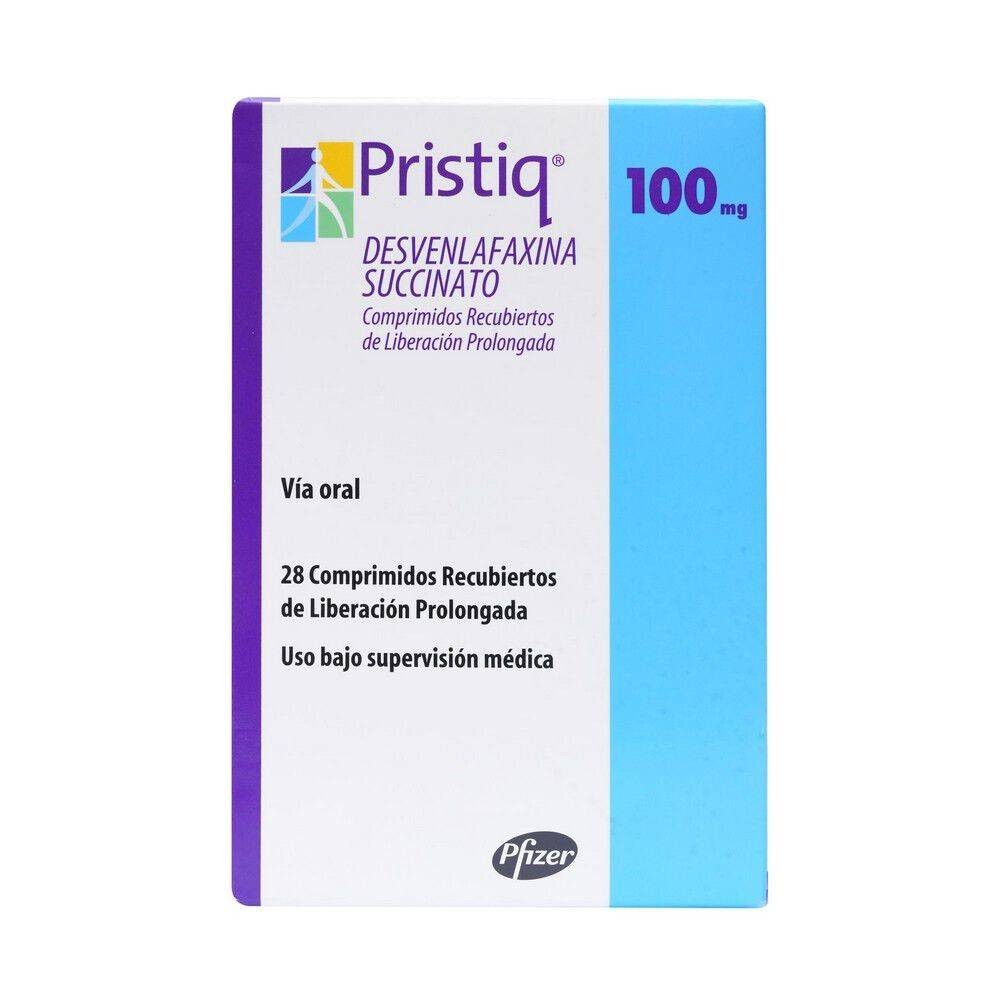 Pristiq®
100 mg
DESVENLAFAXINA
SUCCINATO
Comprimidos Recubiertos
de Liberación Prolongada
Vía oral
28 Comprimidos Recubiertos
de Liberación Prolongada
Uso bajo supervisión médica
Pfizer